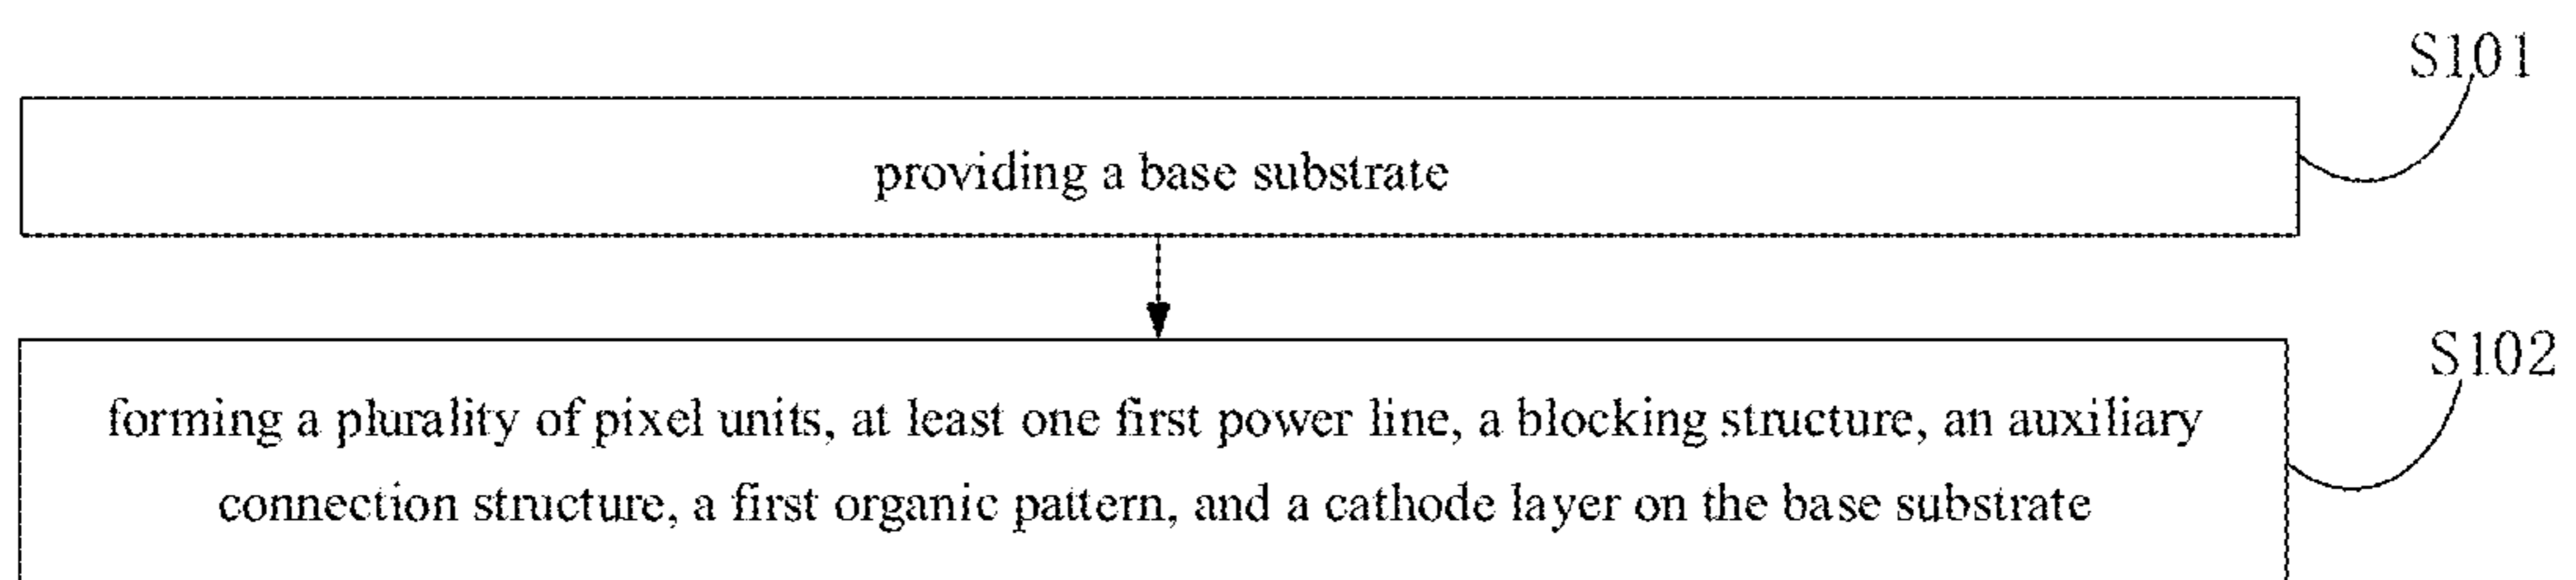 S101
providing a base substrate
S102
forming a plurality of pixel units, at least one first power line, a blocking structure, an auxiliary
connection structure, a first organic pattern, and a cathode layer on the base substrate